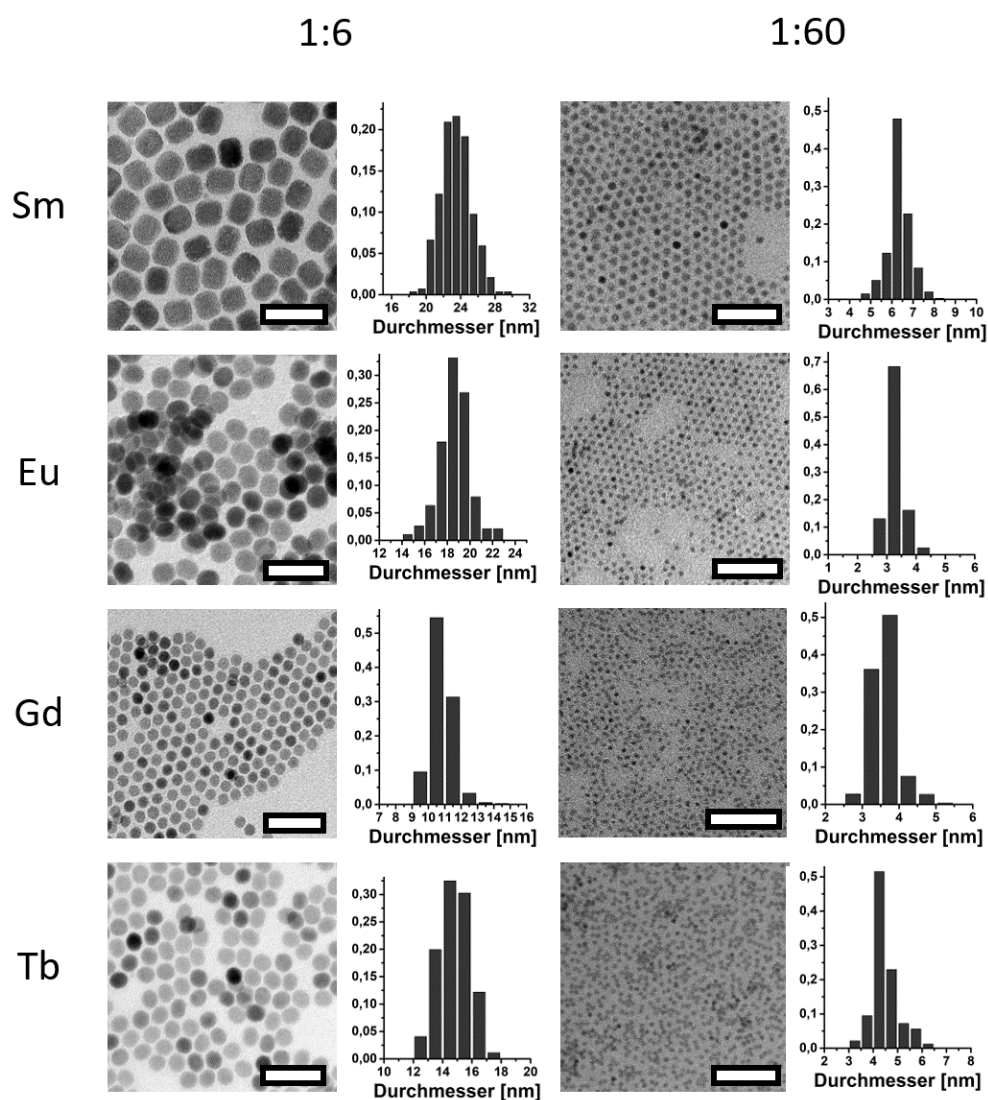 1:6 1:60
Sm
0,20
0,15
0,10
0,05
0,00
16 20 24 28 32
Durchmesser [nm]
0,5
0,4
0,3
0,2
0,1
0,0
3 4 5 6 7 8 9 10
Durchmesser [nm]
Eu
0,30
0,25
0,20
0,15
0,10
0,05
0,00
12 14 16 18 20 22 24
Durchmesser [nm]
0,7
0,6
0,5
0,4
0,3
0,2
0,1
0,0
1 2 3 4 5 6
Durchmesser [nm]
Gd
0,5
0,4
0,3
0,2
0,1
0,0
7 8 9 10 11 12 13 14 15 16
Durchmesser [nm]
0,5
0,4
0,3
0,2
0,1
0,0
2 3 4 5 6
Durchmesser [nm]
Tb
0,30
0,25
0,20
0,15
0,10
0,05
0,00
10 12 14 16 18 20
Durchmesser [nm]
0,5
0,4
0,3
0,2
0,1
0,0
2 3 4 5 6 7 8
Durchmesser [nm]